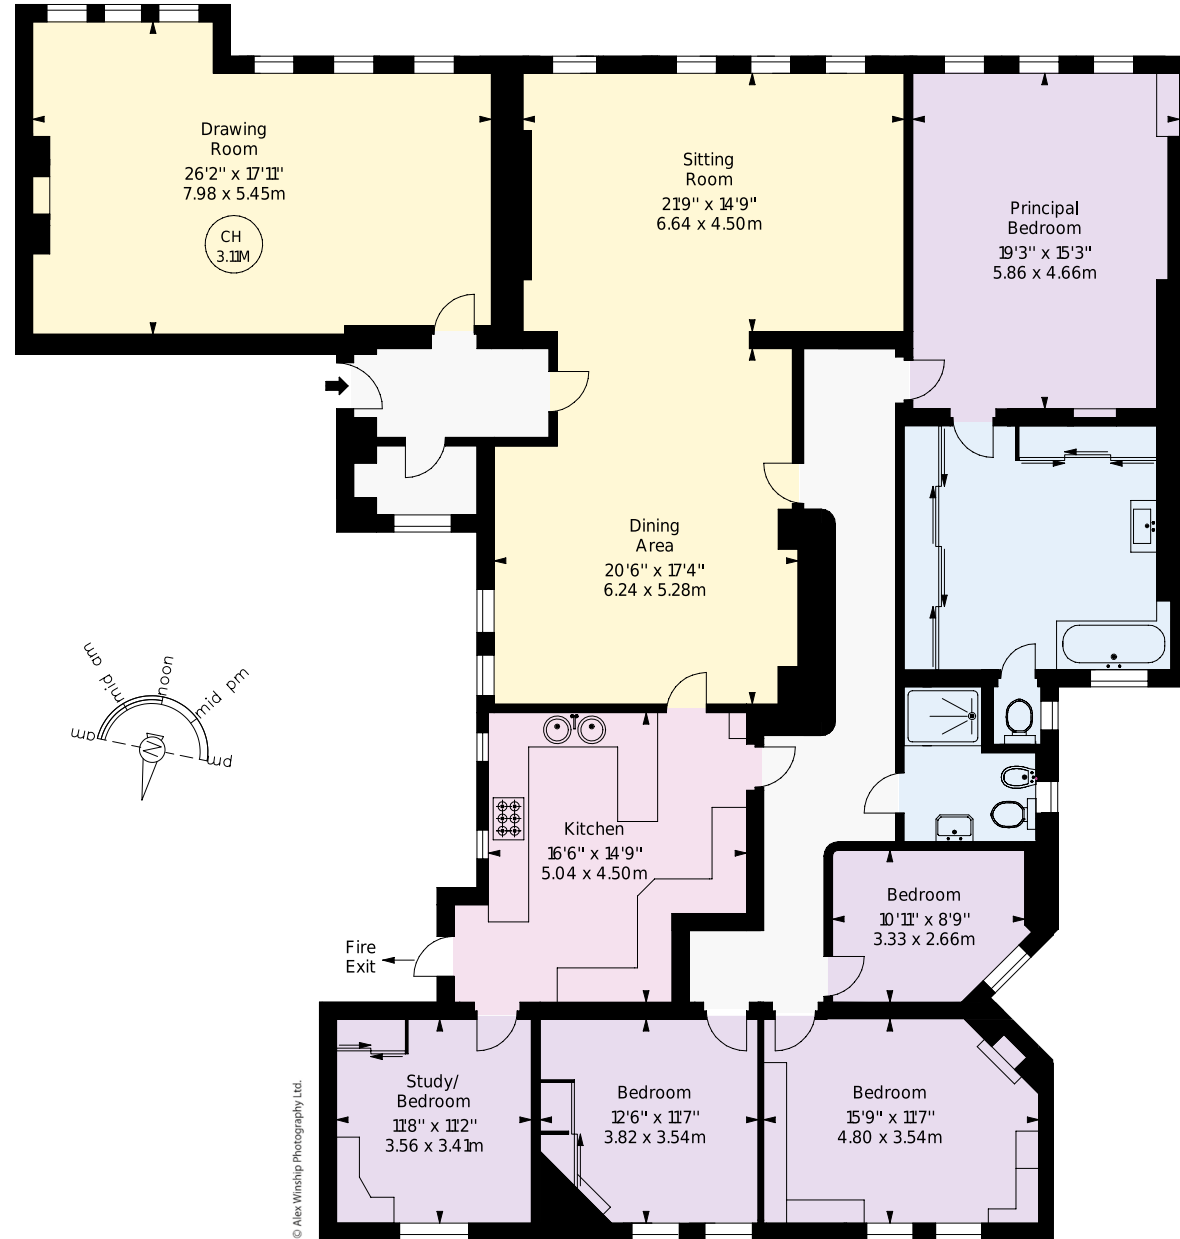 Drawing
Room
26'2" x 17'11"
7.98 x 5.45m
CH
3.11M
Sitting
Room
21'9" x 14'9"
6.64 x 4.50m
Principal
Bedroom
19'3" x 15'3"
5.86 x 4.66m
Dining
Area
20'6" x 17'4"
6.24 x 5.28m
am
mid am
noon
mid pm
pm
N
Kitchen
16'6" x 14'9"
5.04 x 4.50m
Fire
Exit
Bedroom
10'11" x 8'9"
3.33 x 2.66m
Study/
Bedroom
11'8" x 11'2"
3.56 x 3.41m
Bedroom
12'6" x 11'7"
3.82 x 3.54m
Bedroom
15'9" x 11'7"
4.80 x 3.54m
© Alex Winship Photography Ltd.